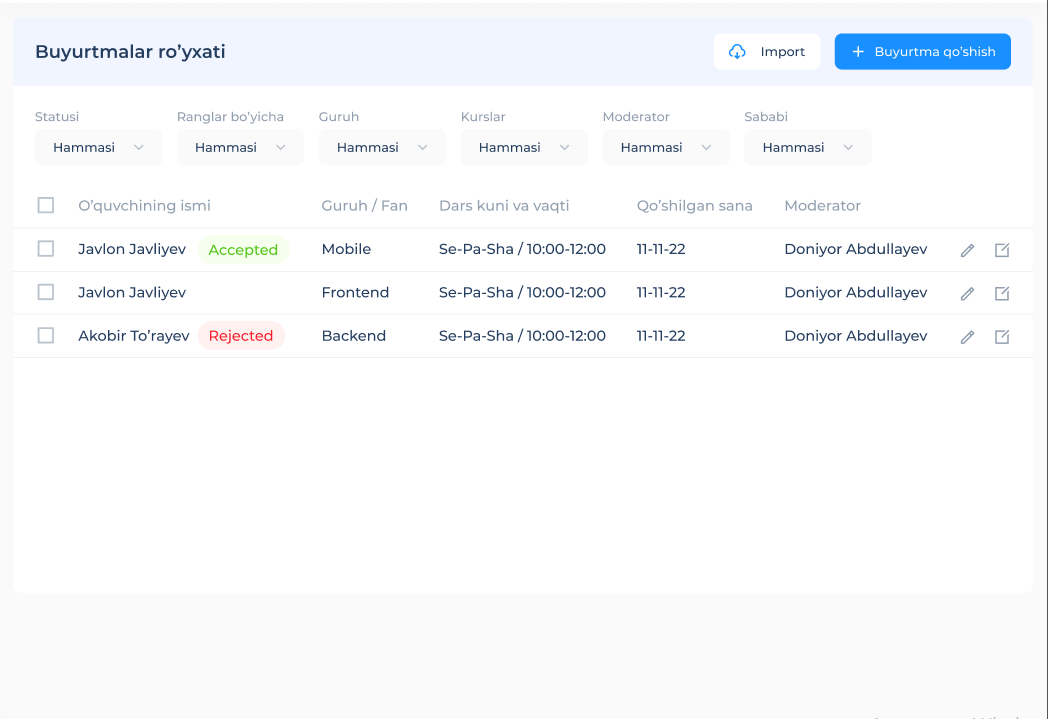 Buyurtmalar ro’yxati
Import
Buyurtma qo’shish
Statusi Ranglar bo’yicha Guruh Kurslar Moderator Sababi
Hammasi Hammasi Hammasi Hammasi Hammasi Hammasi
O’quvchining ismi Guruh / Fan Dars kuni va vaqti Qo’shilgan sana Moderator
Javlon Javliyev Accepted Mobile Se-Pa-Sha / 10:00-12:00 11-11-22 Doniyor Abdullayev
Javlon Javliyev Frontend Se-Pa-Sha / 10:00-12:00 11-11-22 Doniyor Abdullayev
Akobir To’rayev Rejected Backend Se-Pa-Sha / 10:00-12:00 11-11-22 Doniyor Abdullayev